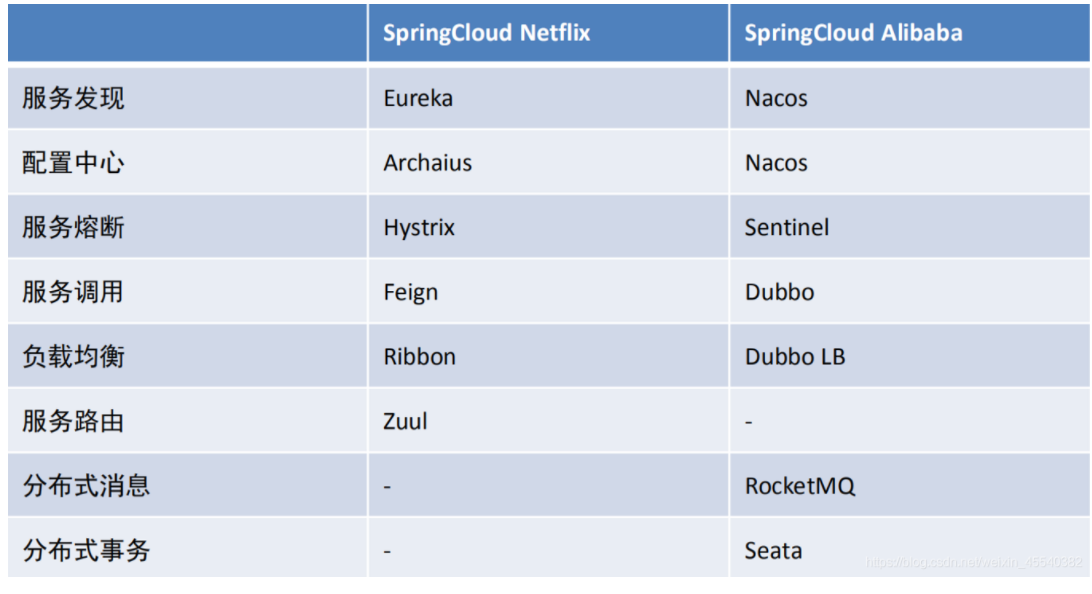 SpringCloud Netflix SpringCloud Alibaba
服务发现 Eureka Nacos
配置中心 Archaius Nacos
服务熔断 Hystrix Sentinel
服务调用 Feign Dubbo
负载均衡 Ribbon Dubbo LB
服务路由 Zuul -
分布式消息 - RocketMQ
分布式事务 - Seata
https://blog.csdn.net/weixin_45540382